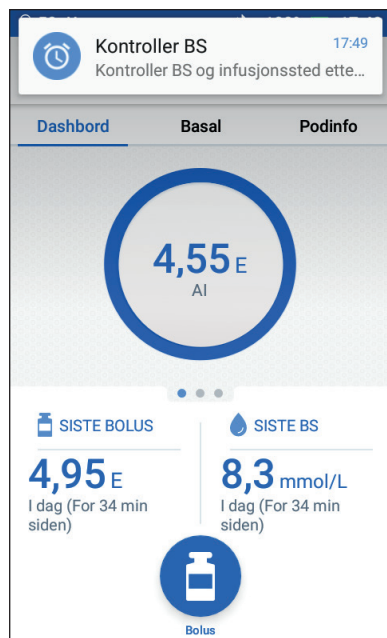 Kontroller BS 17:49
Kontroller BS og infusjonssted ette...
Dashbord Basal Podinfo
4,55 E
AI
SISTE BOLUS
4,95 E
I dag (For 34 min
siden)
SISTE BS
8,3 mmol/L
I dag (For 34 min
siden)
Bolus